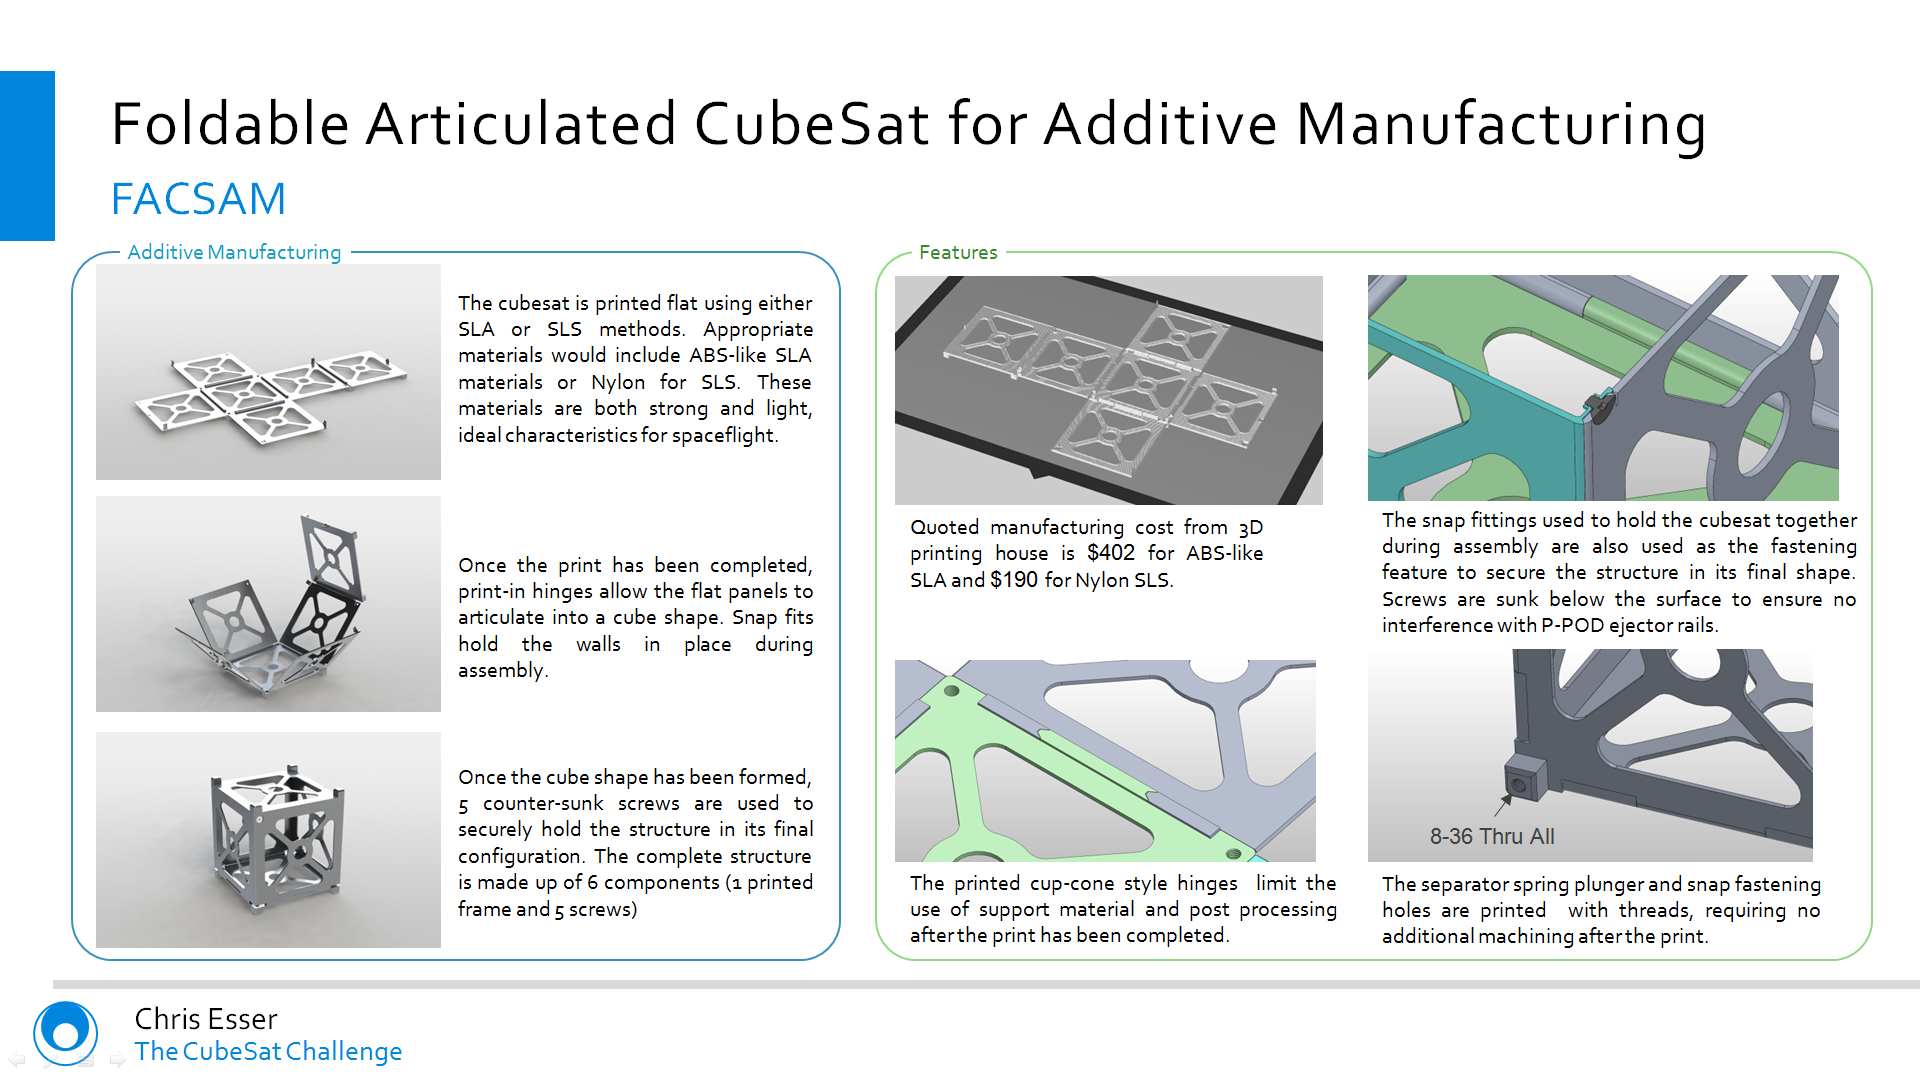 Foldable Articulated CubeSat for Additive Manufacturing
FACSAM
Additive Manufacturing
The cubesat is printed flat using either
SLA or SLS methods. Appropriate
materials would include ABS-like SLA
materials or Nylon for SLS. These
materials are both strong and light,
ideal characteristics for spaceflight.
Once the print has been completed,
print-in hinges allow the flat panels to
articulate into a cube shape. Snap fits
hold the walls in place during
assembly.
Once the cube shape has been formed,
5 counter-sunk screws are used to
securely hold the structure in its final
configuration. The complete structure
is made up of 6 components (1 printed
frame and 5 screws)
Features
Quoted manufacturing cost from 3D
printing house is $402 for ABS-like
SLA and $190 for Nylon SLS.
The snap fittings used to hold the cubesat together
during assembly are also used as the fastening
feature to secure the structure in its final shape.
Screws are sunk below the surface to ensure no
interference with P-POD ejector rails.
The printed cup-cone style hinges limit the
use of support material and post processing
after the print has been completed.
8-36 Thru All
The separator spring plunger and snap fastening
holes are printed with threads, requiring no
additional machining after the print.
Chris Esser
The CubeSat Challenge